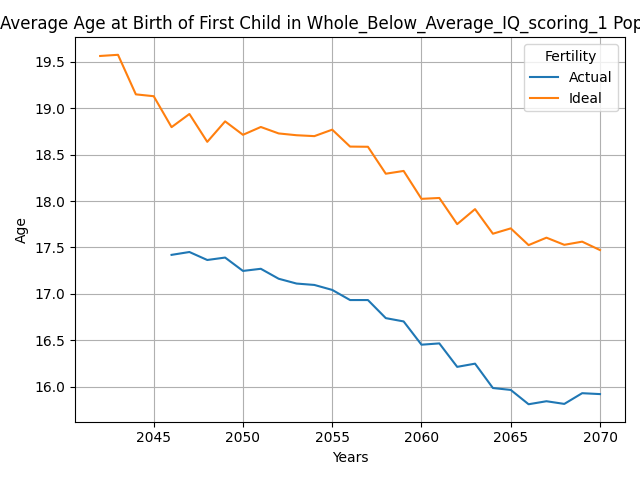 Average Age at Birth of First Child in Whole_Below_Average_IQ_scoring_1 Pop
Fertility
Actual
Ideal
19.5
19.0
18.5
18.0
17.5
17.0
16.5
16.0
Age
2045 2050 2055 2060 2065 2070
Years